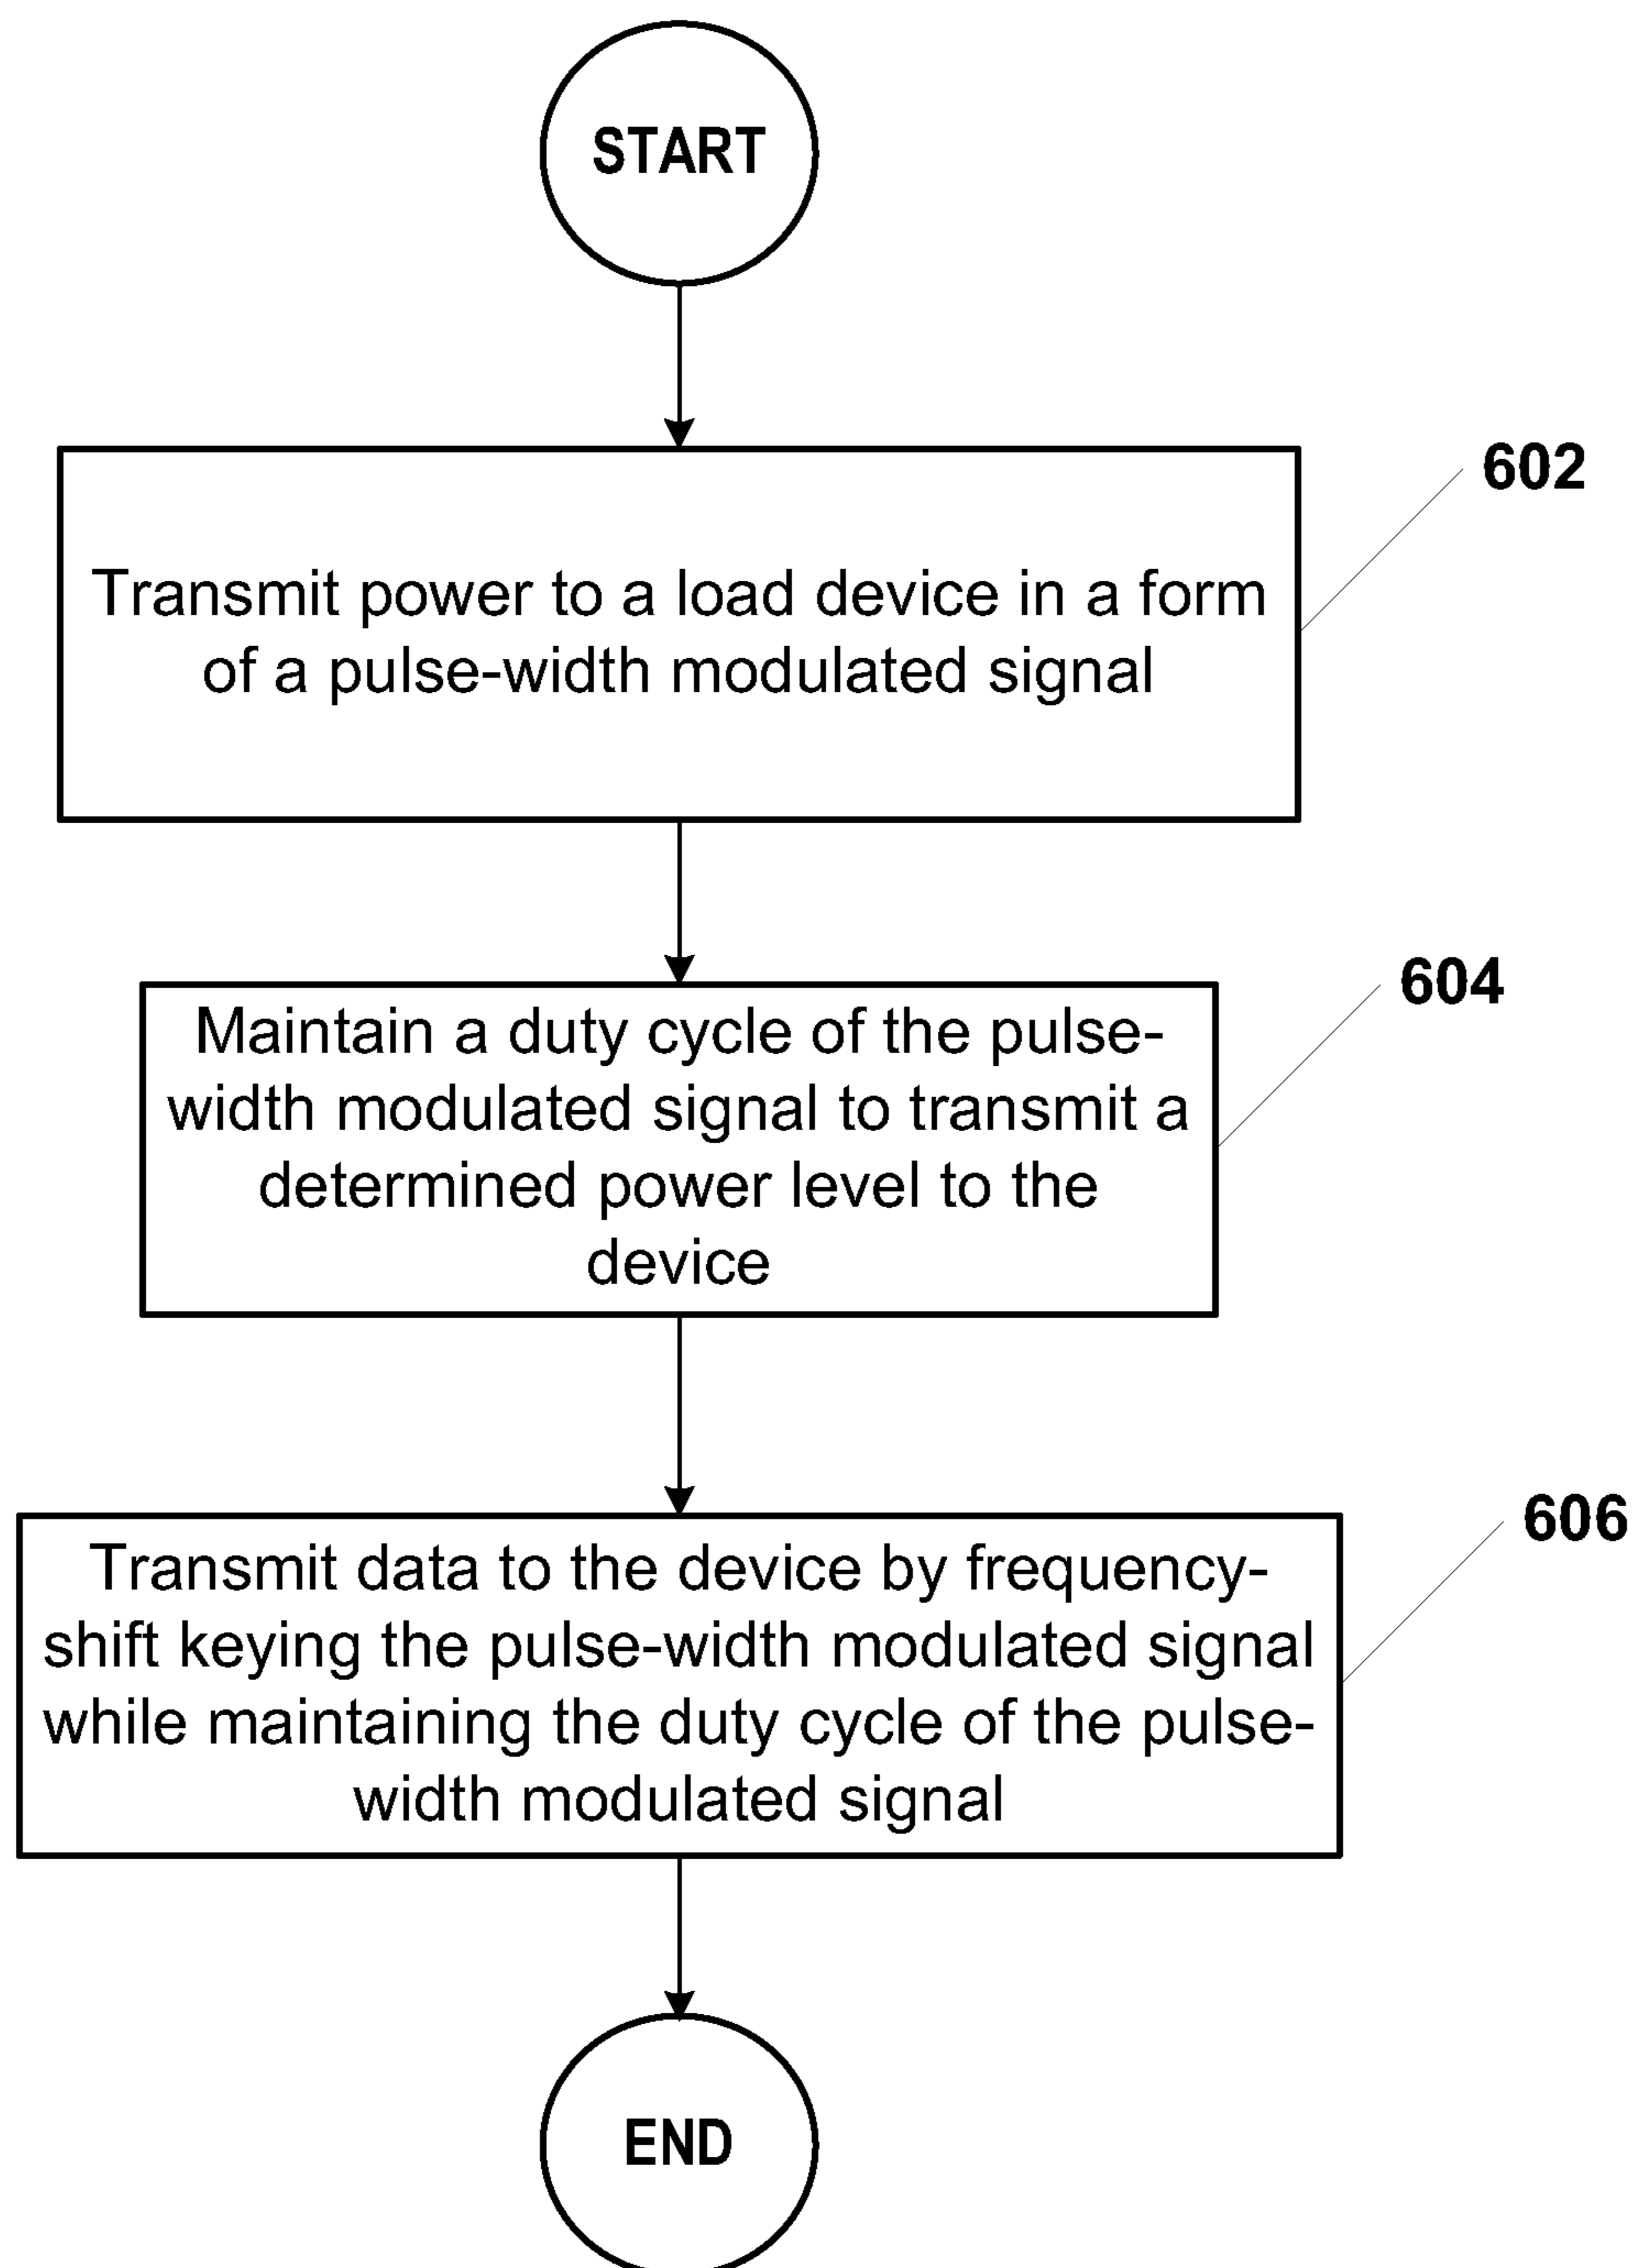 START
602
Transmit power to a load device in a form
of a pulse-width modulated signal
604
Maintain a duty cycle of the pulse-
width modulated signal to transmit a
determined power level to the
device
606
Transmit data to the device by frequency-
shift keying the pulse-width modulated signal
while maintaining the duty cycle of the pulse-
width modulated signal
END